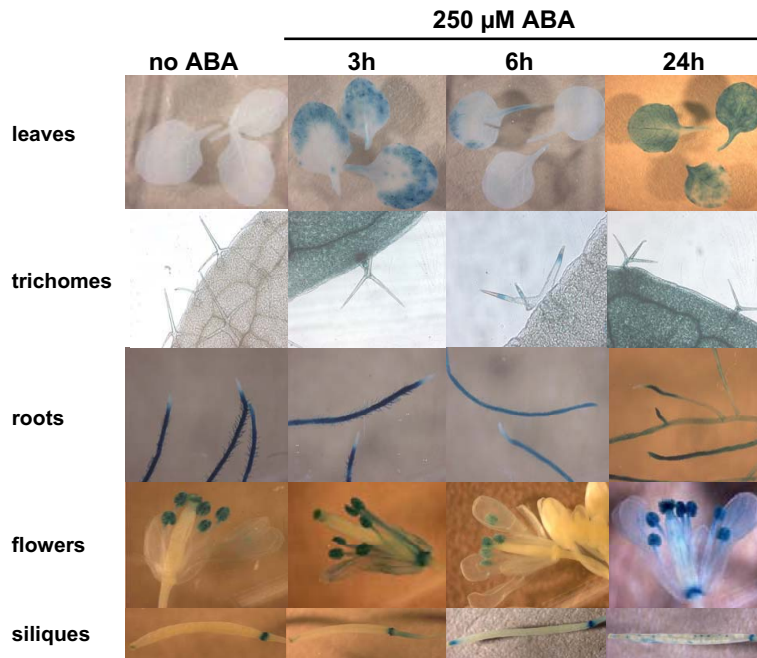 250 µM ABA
no ABA 3h 6h 24h
leaves
trichomes
roots
flowers
siliques